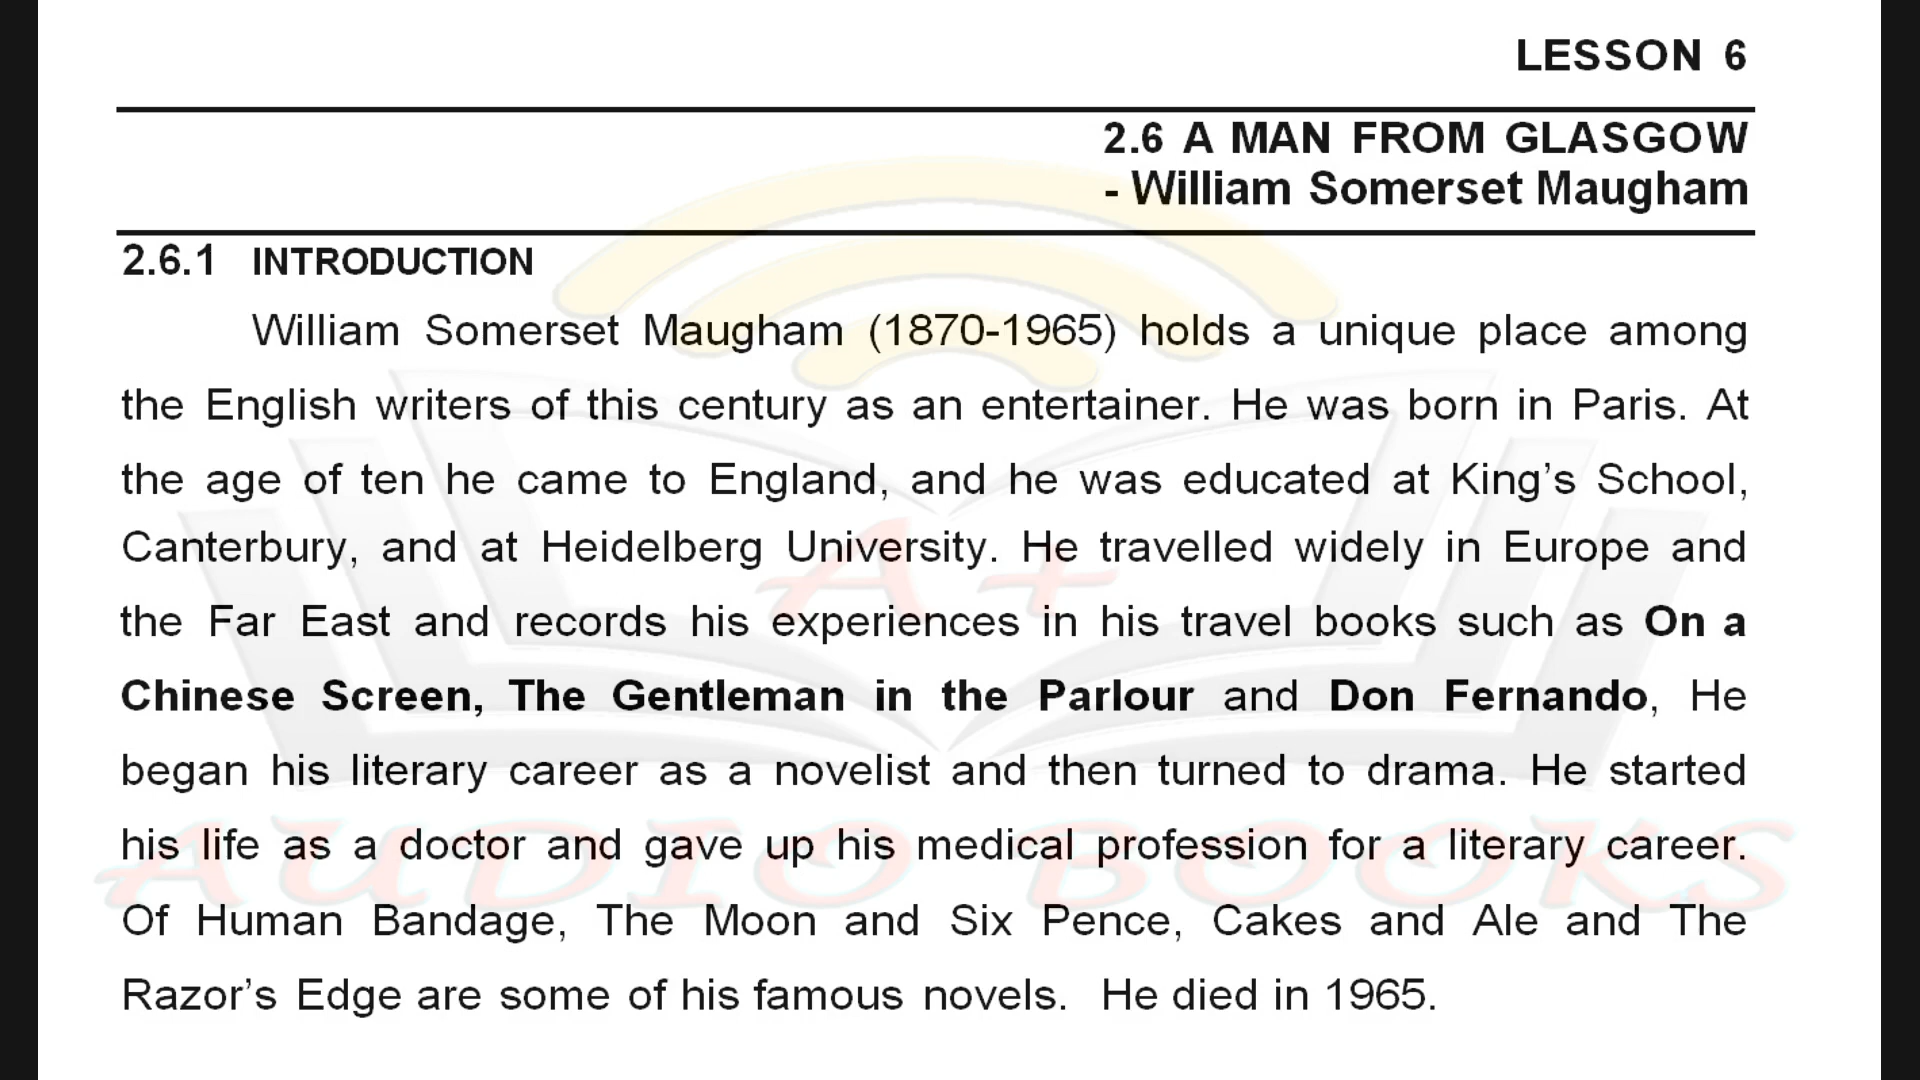 LESSON 6
2.6 A MAN FROM GLASGOW
- William Somerset Maugham
2.6.1 INTRODUCTION
William Somerset Maugham (1870-1965) holds a unique place among
the English writers of this century as an entertainer. He was born in Paris. At
the age of ten he came to England, and he was educated at King’s School,
Canterbury, and at Heidelberg University. He travelled widely in Europe and
the Far East and records his experiences in his travel books such as On a
Chinese Screen, The Gentleman in the Parlour and Don Fernando, He
began his literary career as a novelist and then turned to drama. He started
his life as a doctor and gave up his medical profession for a literary career.
Of Human Bandage, The Moon and Six Pence, Cakes and Ale and The
Razor’s Edge are some of his famous novels. He died in 1965.
A+
AUDIO BOOKS